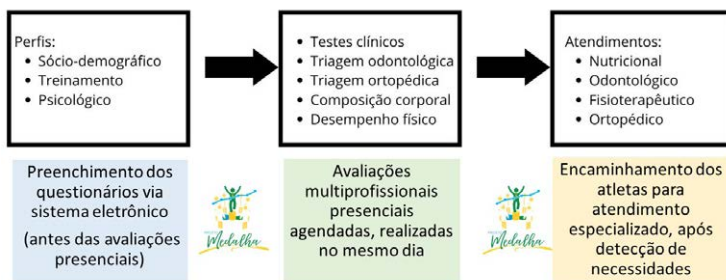 Perfis:
• Sócio-demográfico
• Treinamento
• Psicológico
• Testes clínicos
• Triagem odontológica
• Triagem ortopédica
• Composição corporal
• Desempenho físico
Atendimentos:
• Nutricional
• Odontológico
• Fisioterapêutico
• Ortopédico
Preenchimento dos
questionários via
sistema eletrônico
(antes das avaliações
presenciais)
Medalha
Avaliações
multiprofissionais
presenciais
agendadas, realizadas
no mesmo dia
Medalha
Encaminhamento dos
atletas para
atendimento
especializado, após
detecção de
necessidades